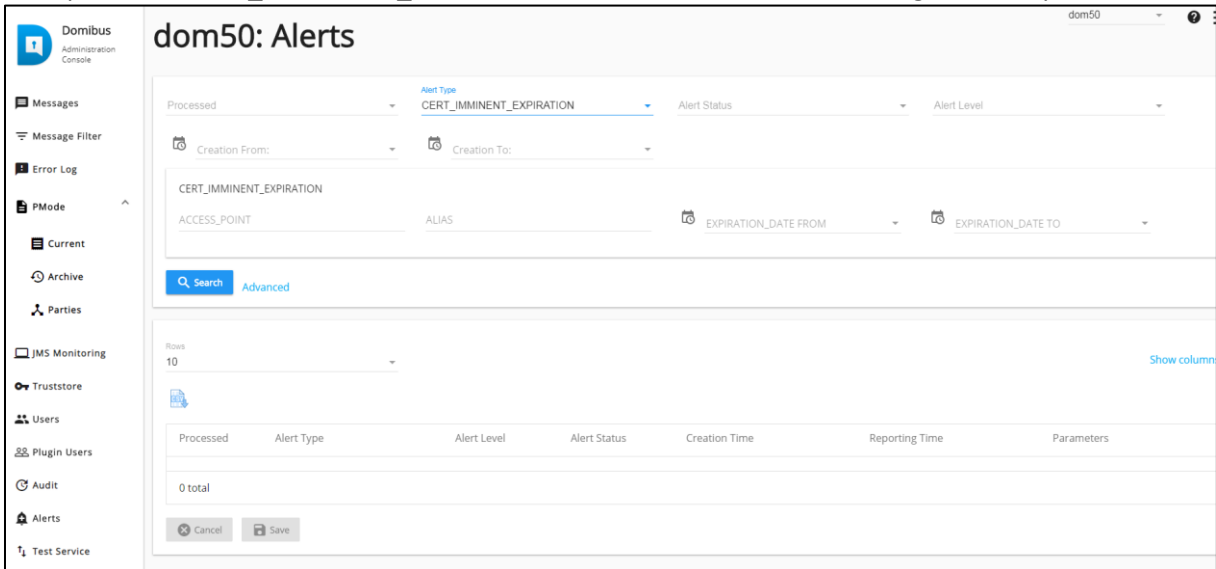 dom50
Domibus
Administration
Console
dom50: Alerts
Messages
Message Filter
Error Log
PMode
Current
Archive
Parties
JMS Monitoring
Truststore
Users
Plugin Users
Audit
Alerts
Test Service
Processed
Alert Type
CERT_IMMINENT_EXPIRATION
Alert Status
Alert Level
Creation From:
Creation To:
CERT_IMMINENT_EXPIRATION
ACCESS_POINT
ALIAS
EXPIRATION_DATE FROM
EXPIRATION_DATE TO
Search
Advanced
Rows
10
Show column
Processed Alert Type Alert Level Alert Status Creation Time Reporting Time Parameters
0 total
Cancel
Save